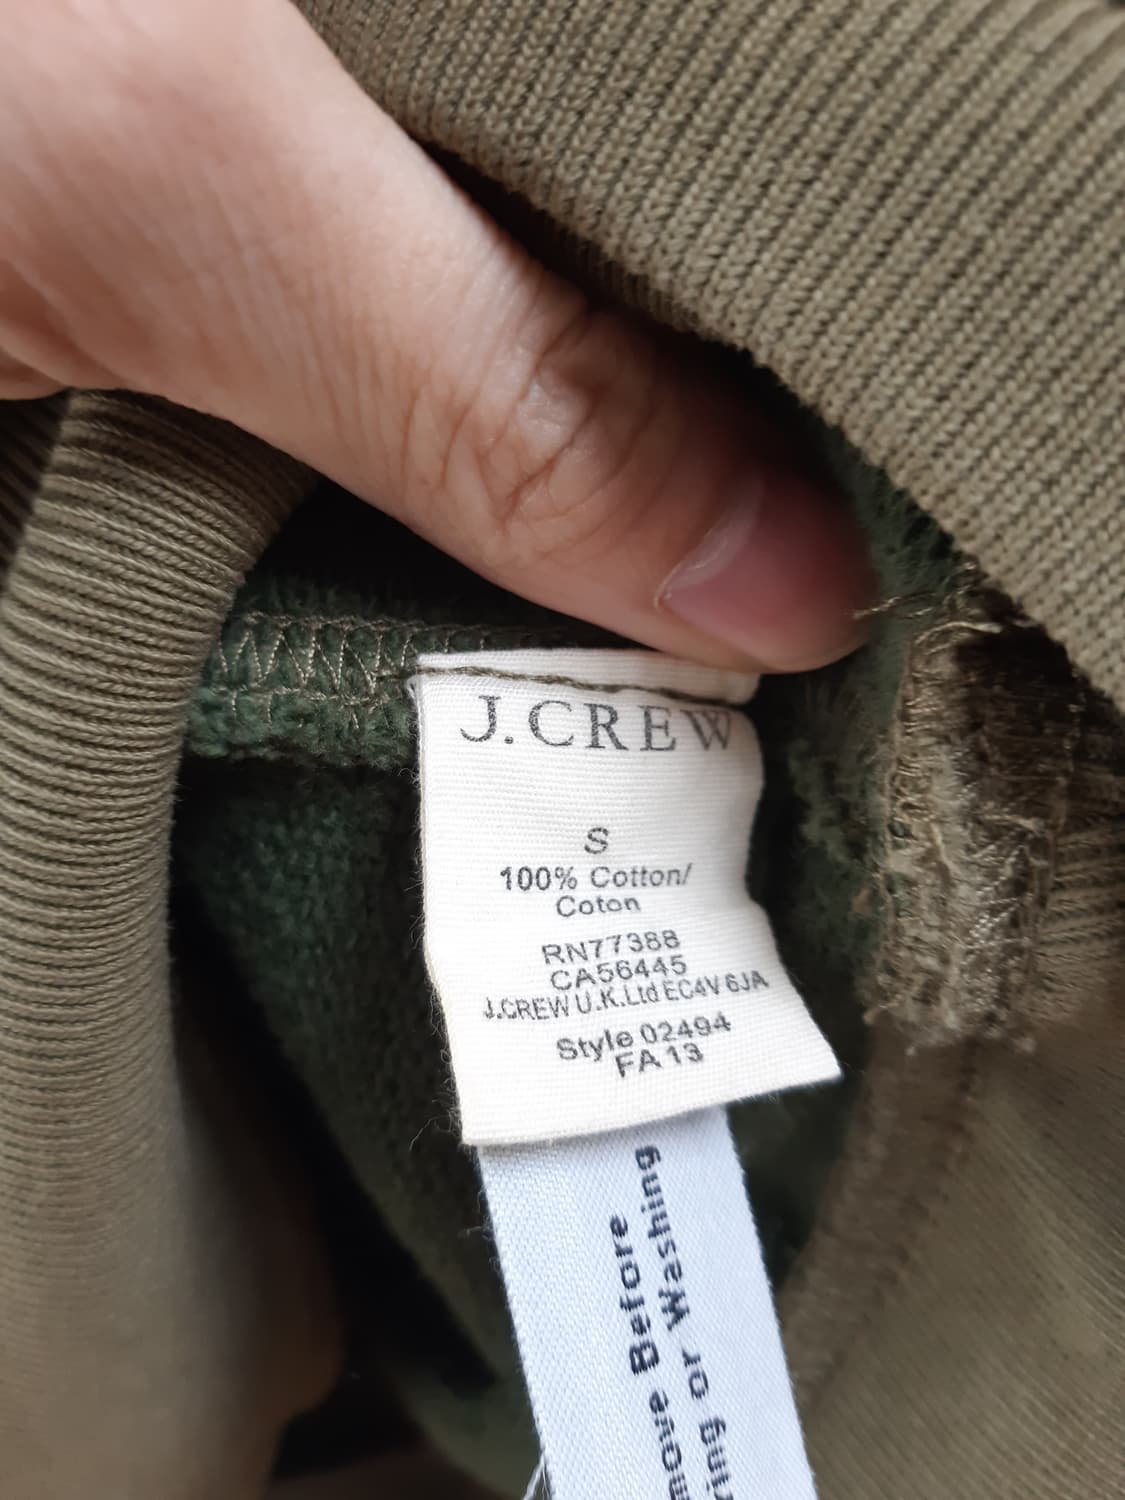 J.CREW
S
100% Cotton/
Coton
RN77388
CA56445
J.CREW U.K.Ltd EC4V 6JA
Style 02494
FA 13
Before
or Washing